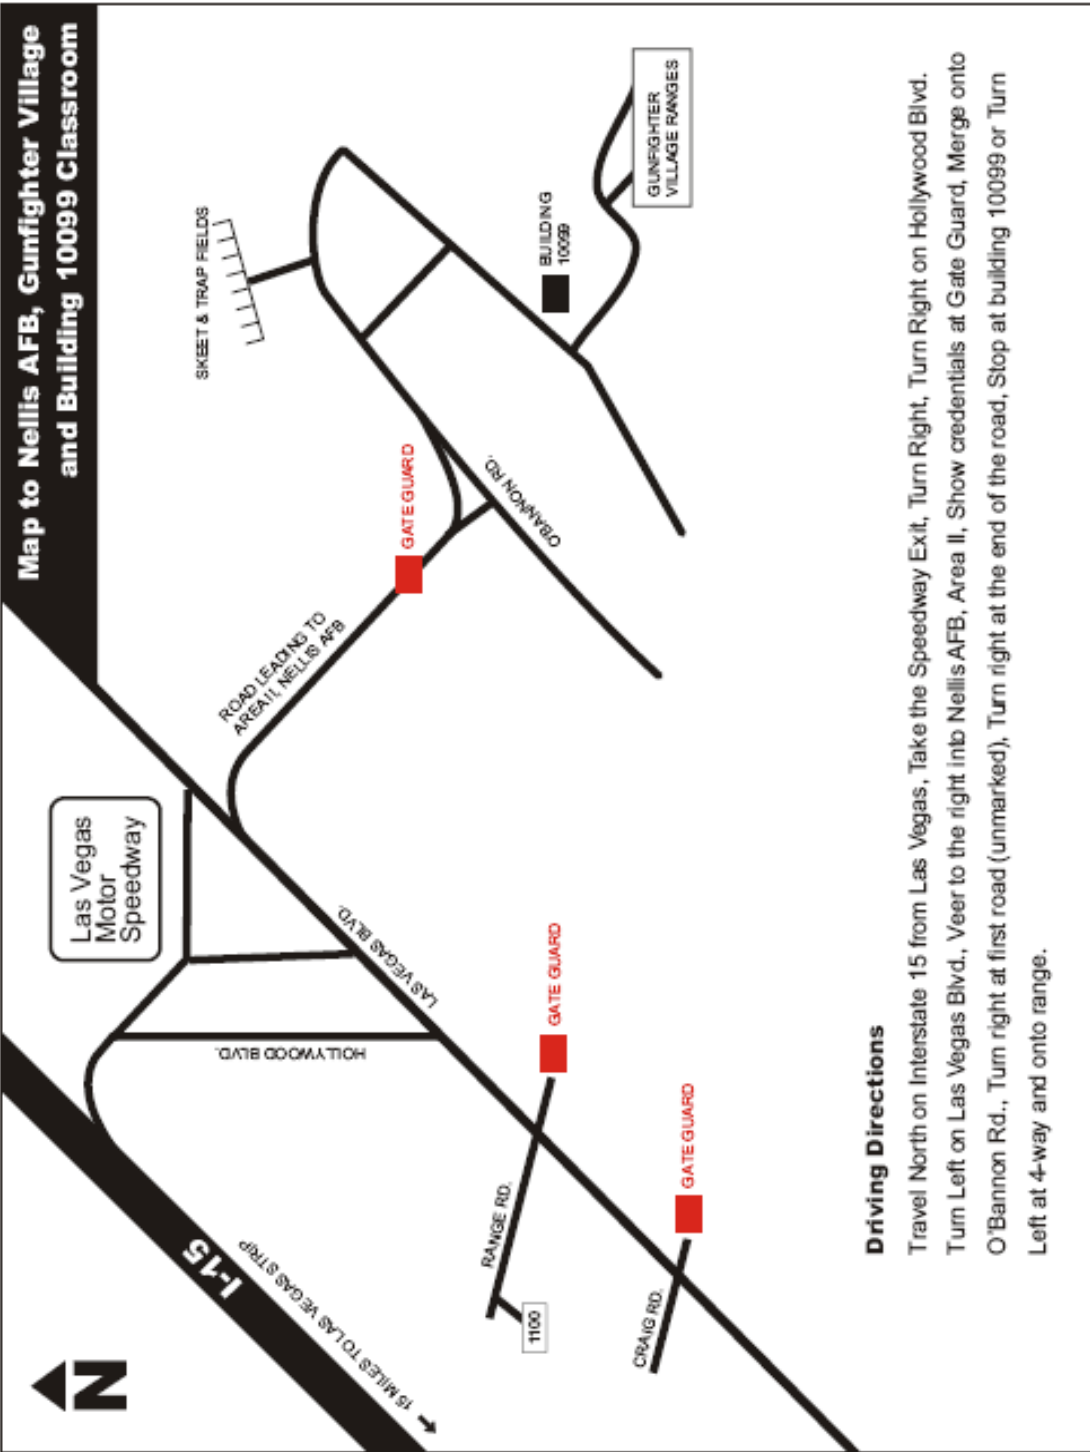 Map to Nellis AFB, Gunfighter Village
and Building 10099 Classroom
N
I-15
15 MILES TO LAS VEGAS STRIP
Las Vegas
Motor
Speedway
HOLLYWOOD BLVD.
LAS VEGAS BLVD.
ROAD LEADING TO
AREA II, NELLIS AFB
GATE GUARD
SKEET & TRAP FIELDS
O'BANNON RD.
BUILDING
10099
GUNFIGHTER
VILLAGE RANGES
RANGE RD.
1100
GATE GUARD
CRAIG RD.
GATE GUARD
Driving Directions
Travel North on Interstate 15 from Las Vegas, Take the Speedway Exit, Turn Right, Turn Right on Hollywood Blvd.
Turn Left on Las Vegas Blvd., Veer to the right into Nellis AFB, Area II, Show credentials at Gate Guard, Merge onto
O'Bannon Rd., Turn right at first road (unmarked), Turn right at the end of the road, Stop at building 10099 or Turn
Left at 4-way and onto range.